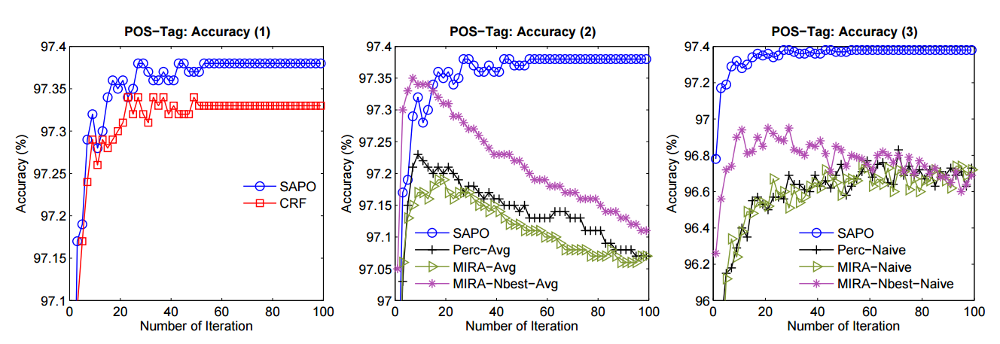 POS−Tag: Accuracy (1)
97.4
97.35
97.3
97.25
97.2
97.15
97.1
Accuracy (%)
SAPO
CRF
0 20 40 60 80 100
Number of Iteration
POS−Tag: Accuracy (2)
97.4
97.35
97.3
97.25
97.2
97.15
97.1
97.05
97
Accuracy (%)
SAPO
Perc−Avg
MIRA−Avg
MIRA−Nbest−Avg
0 20 40 60 80 100
Number of Iteration
POS−Tag: Accuracy (3)
97.4
97.2
97
96.8
96.6
96.4
96.2
96
Accuracy (%)
SAPO
Perc−Naive
MIRA−Naive
MIRA−Nbest−Naive
0 20 40 60 80 100
Number of Iteration